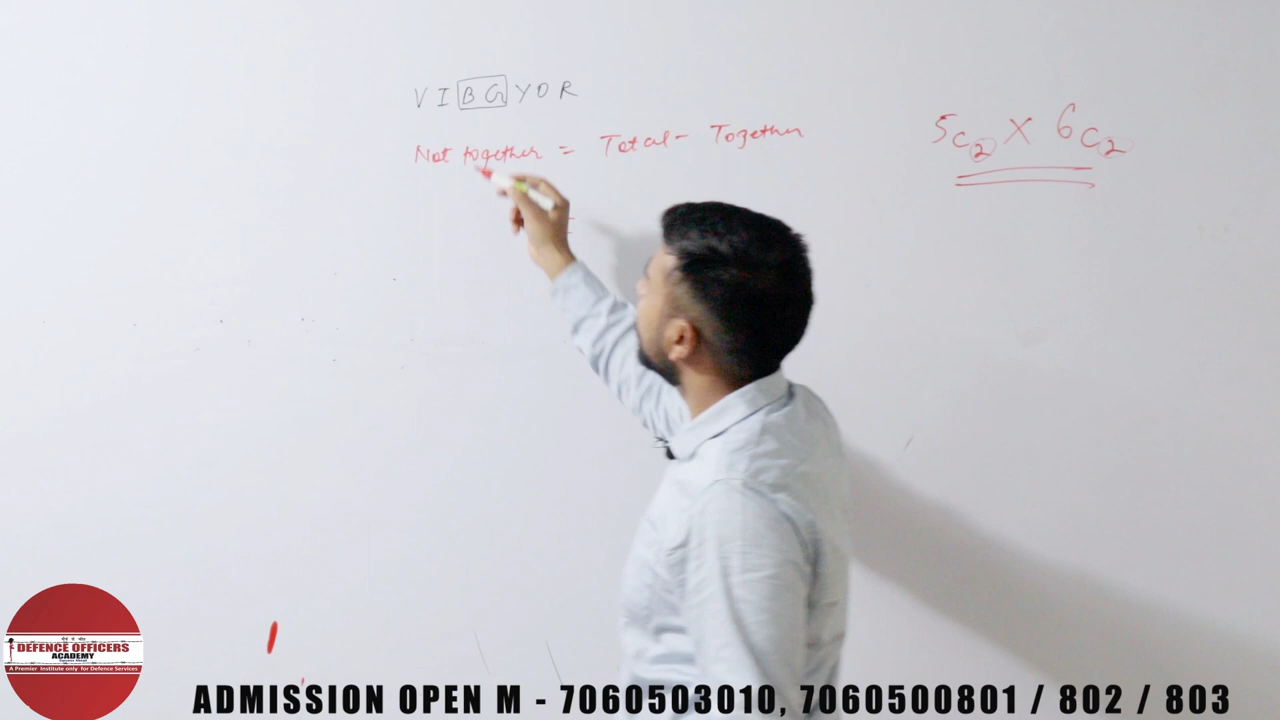 V I B G Y O R
Not together = Total - Together
=
5C2 X 6C2
DEFENCE OFFICERS
ACADEMY
A Premier Institute only for Defence Services
ADMISSION OPEN M - 7060503010, 7060500801 / 802 / 803